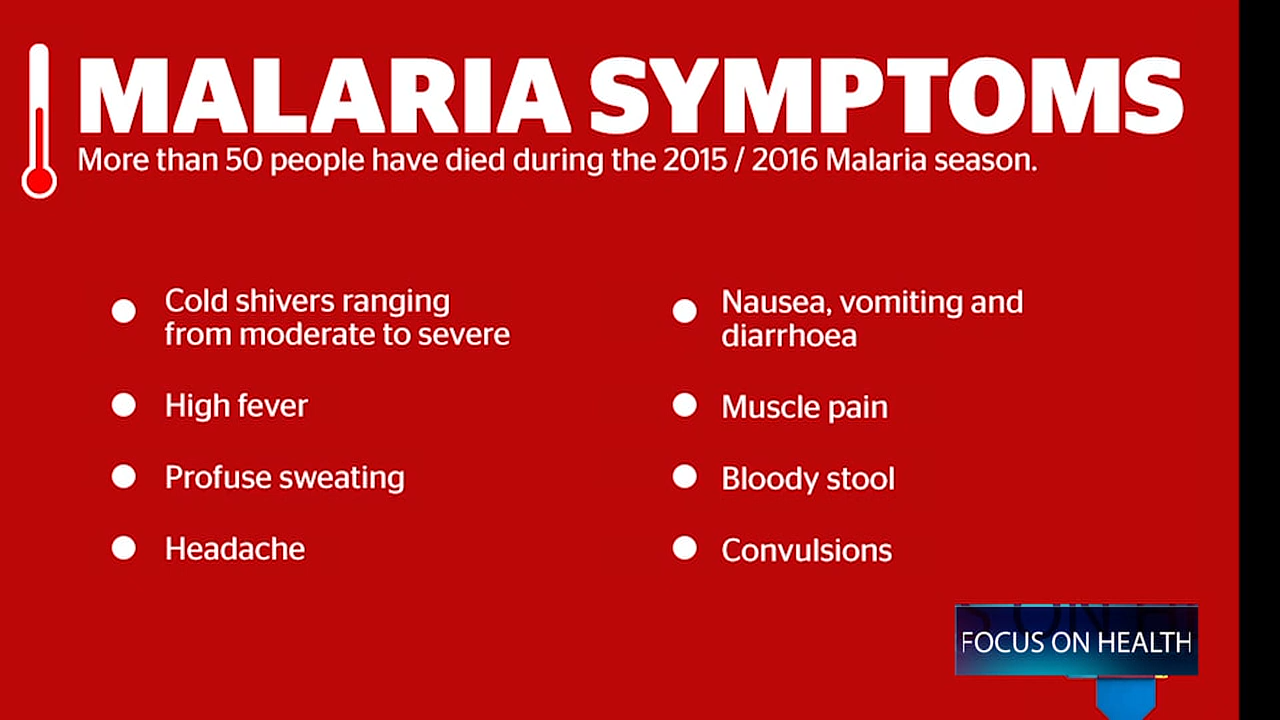 MALARIA SYMPTOMS
More than 50 people have died during the 2015 / 2016 Malaria season.
Cold shivers ranging
from moderate to severe
High fever
Profuse sweating
Headache
Nausea, vomiting and
diarrhoea
Muscle pain
Bloody stool
Convulsions
FOCUS ON HEALTH